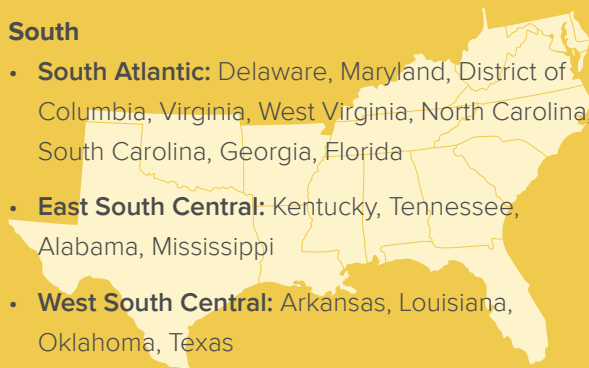 South
• South Atlantic: Delaware, Maryland, District of
Columbia, Virginia, West Virginia, North Carolina,
South Carolina, Georgia, Florida
• East South Central: Kentucky, Tennessee,
Alabama, Mississippi
• West South Central: Arkansas, Louisiana,
Oklahoma, Texas